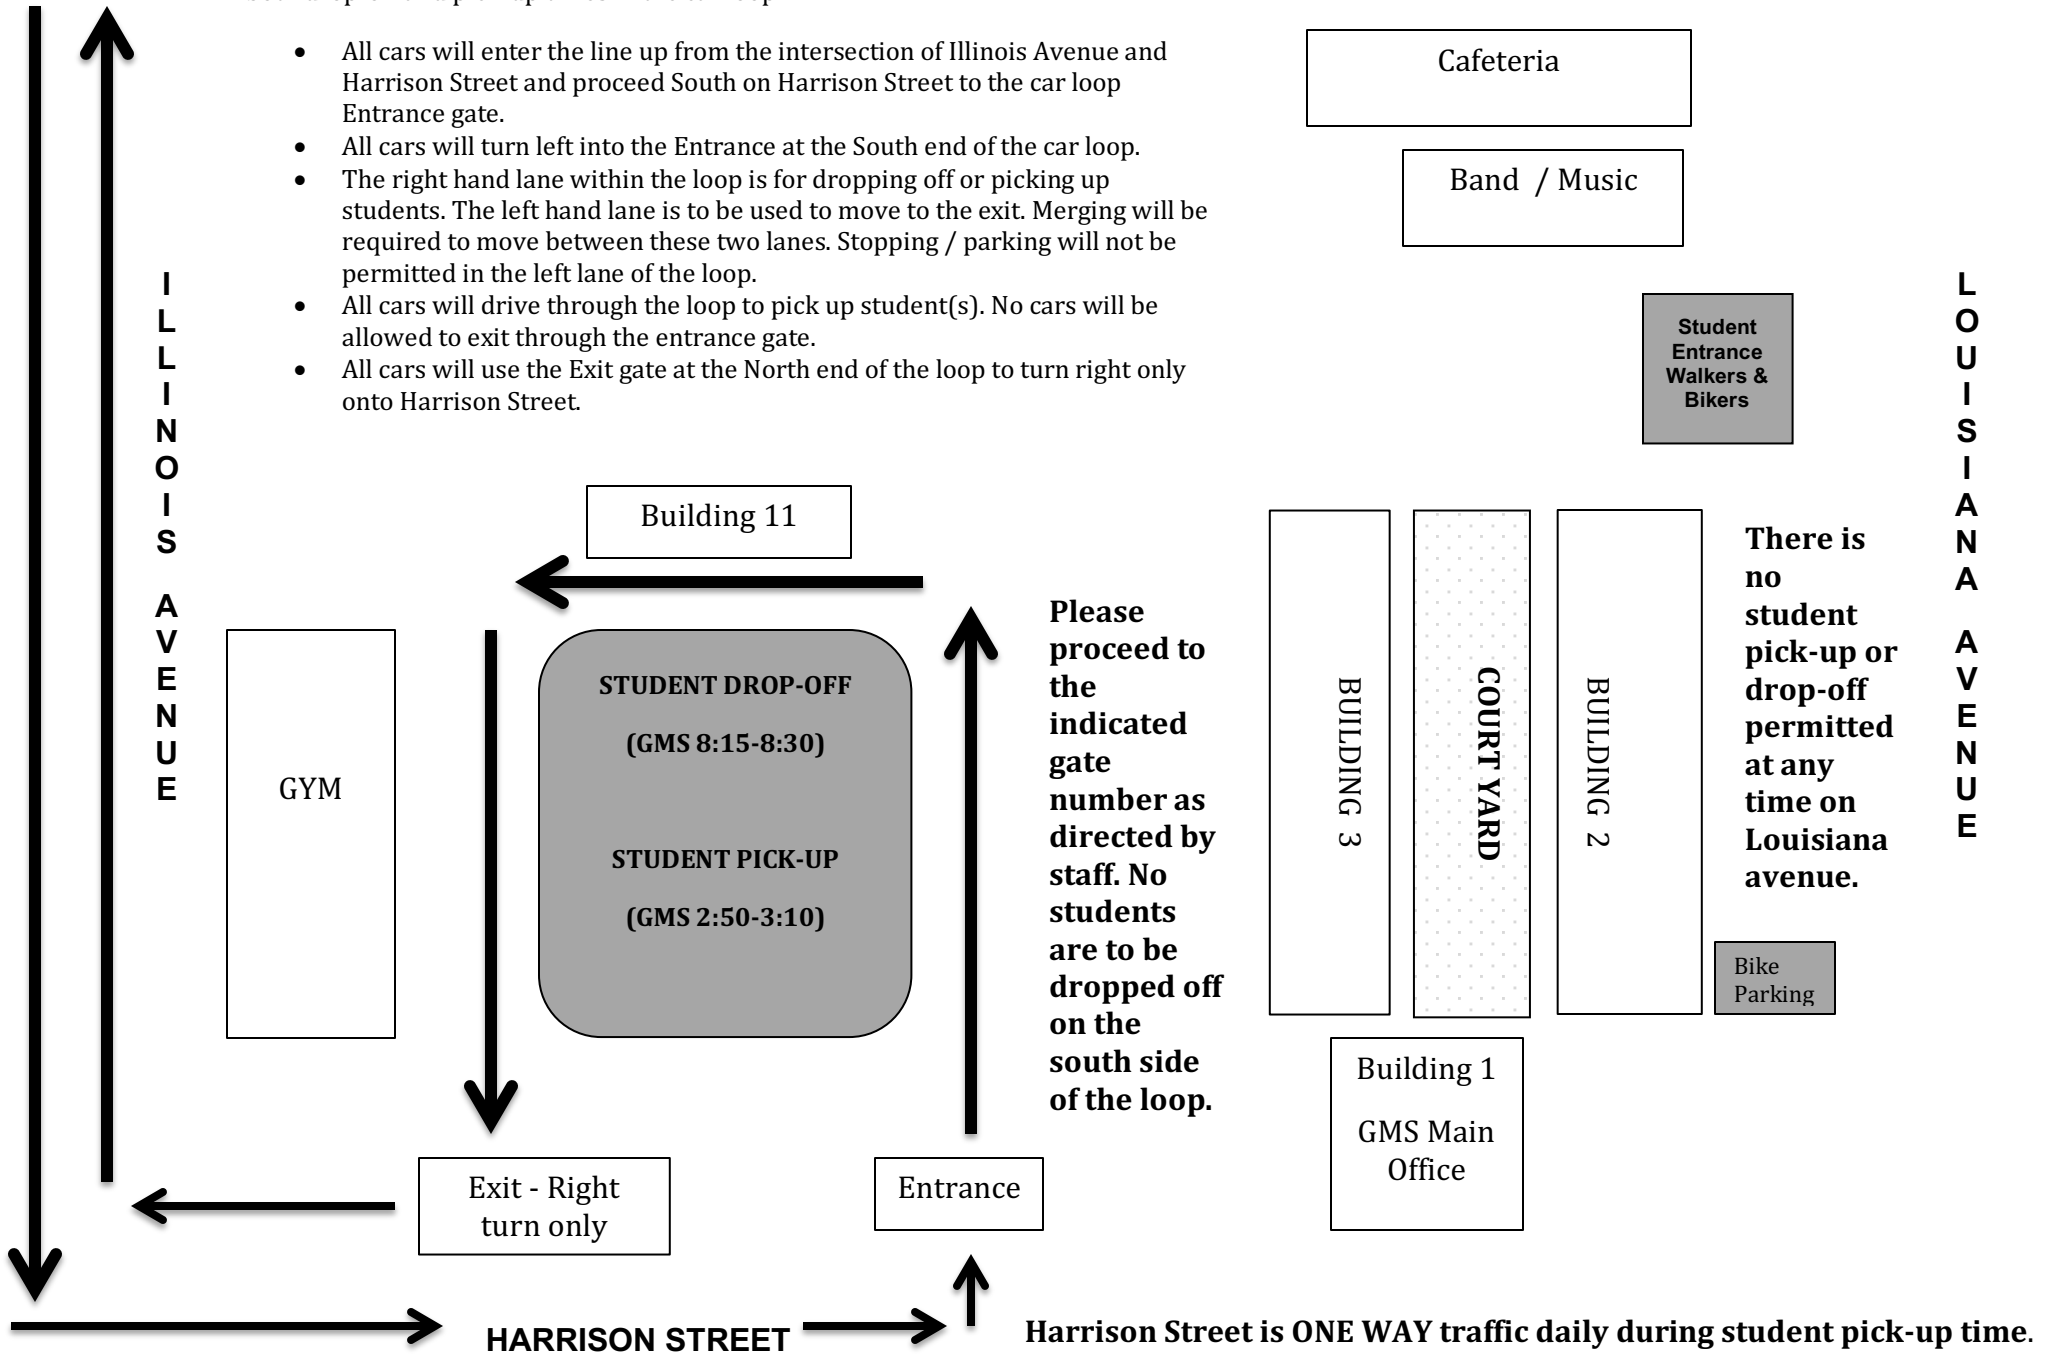 All cars will enter the line up from the intersection of Illinois Avenue and
Harrison Street and proceed South on Harrison Street to the car loop
Entrance gate.
All cars will turn left into the Entrance at the South end of the car loop.
The right hand lane within the loop is for dropping off or picking up
students. The left hand lane is to be used to move to the exit. Merging will be
required to move between these two lanes. Stopping / parking will not be
permitted in the left lane of the loop.
All cars will drive through the loop to pick up student(s). No cars will be
allowed to exit through the entrance gate.
All cars will use the Exit gate at the North end of the loop to turn right only
onto Harrison Street.
Cafeteria
Band / Music
Student
Entrance
Walkers &
Bikers
ILLINOIS AVENUE
LOUISIANA AVENUE
Building 11
GYM
STUDENT DROP-OFF
(GMS 8:15-8:30)
STUDENT PICK-UP
(GMS 2:50-3:10)
Please
proceed to
the
indicated
gate
number as
directed by
staff. No
students
are to be
dropped off
on the
south side
of the loop.
BUILDING 3
COURT YARD
BUILDING 2
There is
no
student
pick-up or
drop-off
permitted
at any
time on
Louisiana
avenue.
Bike
Parking
Building 1
GMS Main
Office
Exit - Right
turn only
Entrance
HARRISON STREET
Harrison Street is ONE WAY traffic daily during student pick-up time.